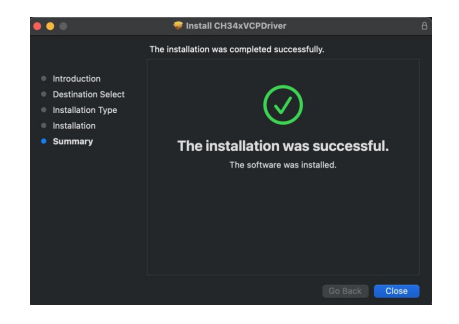 Install CH34xVCPDriver
The installation was completed successfully.
Introduction
Destination Select
Installation Type
Installation
Summary
The installation was successful.
The software was installed.
Go Back
Close